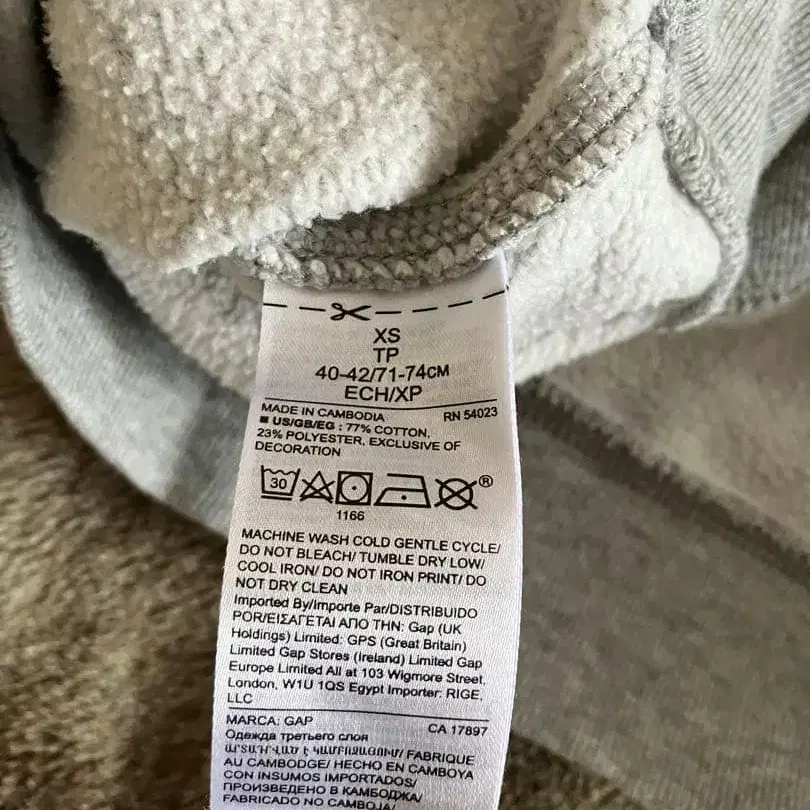 XS
TP
40-42/71-74CM
ECH/XP
MADE IN CAMBODIA RN 54023
■ US/GB/EG : 77% COTTON,
23% POLYESTER, EXCLUSIVE OF
DECORATION
30 ®
1166
MACHINE WASH COLD GENTLE CYCLE/
DO NOT BLEACH/ TUMBLE DRY LOW/
COOL IRON/ DO NOT IRON PRINT/ DO
NOT DRY CLEAN
Imported By/Importe Par/DISTRIBUIDO
POR/ΕΙΣΑΓΕΤΑΙ ΑΠΟ ΤΗΝ: Gap (UK
Holdings) Limited: GPS (Great Britain)
Limited Gap Stores (Ireland) Limited Gap
Europe Limited All at 103 Wigmore Street,
London, W1U 1QS Egypt Importer: RIGE,
LLC
MARCA: GAP CA 17897
Одежда третьего слоя
ԱՐՏԱԴՐՎԱԾ Է ԿԱՄԲՈՋԱՅՈՒՄ/ FABRIQUE
AU CAMBODGE/ HECHO EN CAMBOYA
CON INSUMOS IMPORTADOS/
ПРОИЗВЕДЕНО В КАМБОДЖА/
FABRICADO NO CAMBOJA/